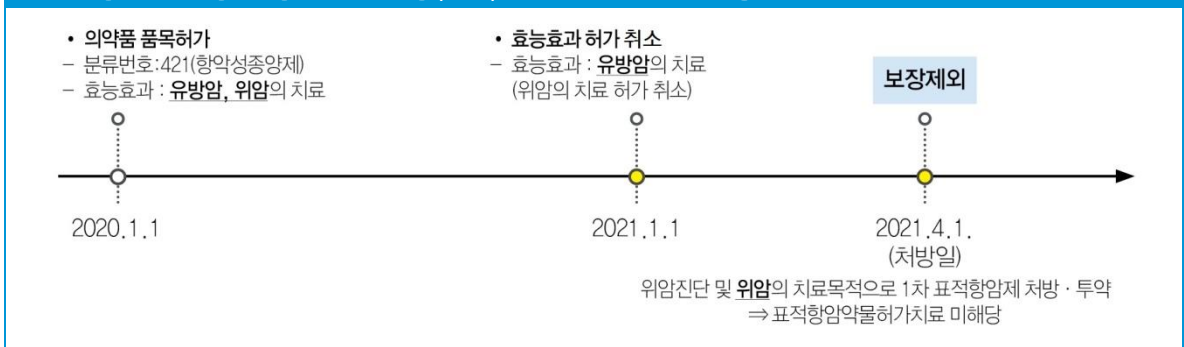 • 의약품 품목허가
– 분류번호:421(항악성종양제)
– 효능효과 : 유방암, 위암의 치료
• 효능효과 허가 취소
– 효능효과 : 유방암의 치료
(위암의 치료 허가 취소)
보장제외
2020.1.1
2021.1.1
2021.4.1.
(처방일)
위암진단 및 위암의 치료목적으로 1차 표적항암제 처방 · 투약
⇒ 표적항암약물허가치료 미해당